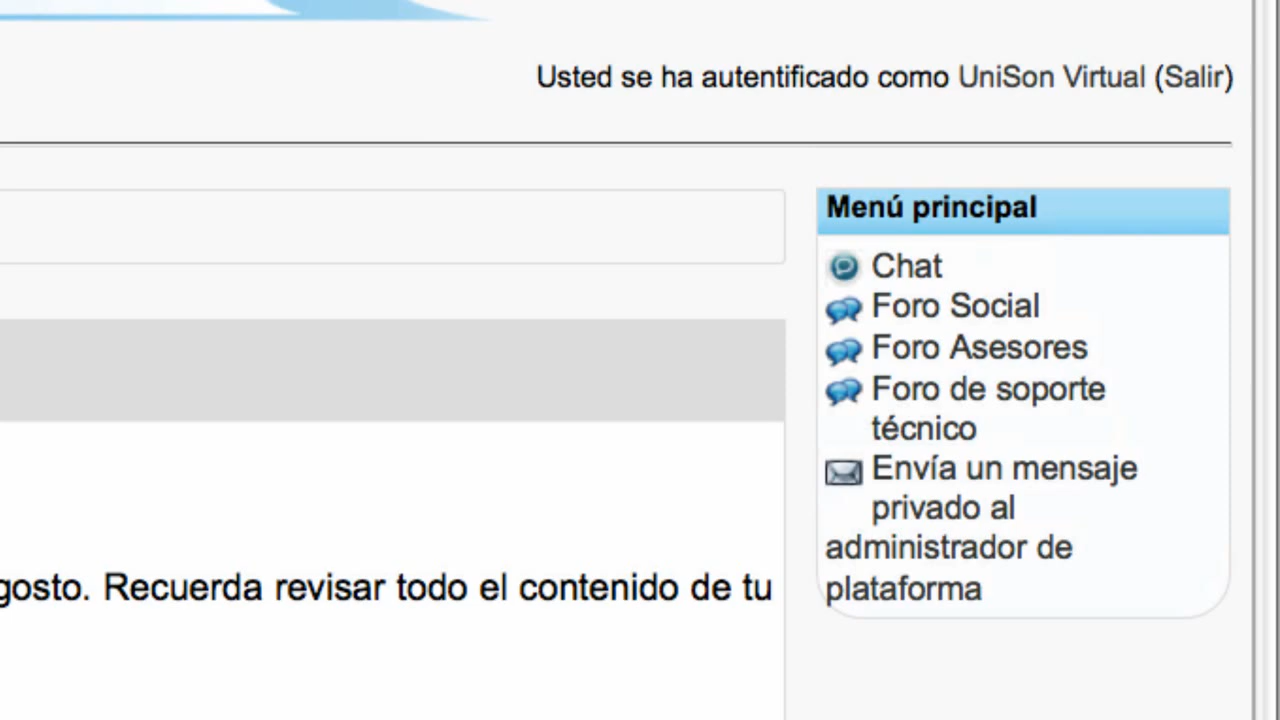 Usted se ha autentificado como UniSon Virtual (Salir)
Menú principal
Chat
Foro Social
Foro Asesores
Foro de soporte
técnico
Envía un mensaje
privado al
administrador de
plataforma
gosto. Recuerda revisar todo el contenido de tu